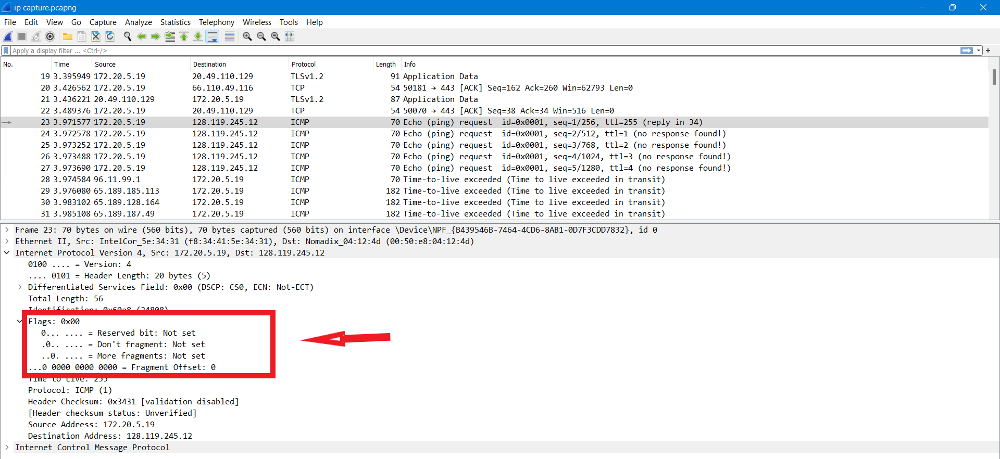 ip capture.pcapng
File Edit View Go Capture Analyze Statistics Telephony Wireless Tools Help
Apply a display filter ... <Ctrl-/>
No. Time Source Destination Protocol Length Info
19 3.395949 172.20.5.19 20.49.110.129 TLSv1.2 91 Application Data
20 3.426562 172.20.5.19 66.110.49.116 TCP 54 50181 → 443 [ACK] Seq=162 Ack=260 Win=62793 Len=0
21 3.436221 20.49.110.129 172.20.5.19 TLSv1.2 87 Application Data
22 3.489376 172.20.5.19 20.49.110.129 TCP 54 50070 → 443 [ACK] Seq=38 Ack=34 Win=516 Len=0
23 3.971577 172.20.5.19 128.119.245.12 ICMP 70 Echo (ping) request id=0x0001, seq=1/256, ttl=255 (reply in 34)
24 3.972578 172.20.5.19 128.119.245.12 ICMP 70 Echo (ping) request id=0x0001, seq=2/512, ttl=1 (no response found!)
25 3.973252 172.20.5.19 128.119.245.12 ICMP 70 Echo (ping) request id=0x0001, seq=3/768, ttl=2 (no response found!)
26 3.973488 172.20.5.19 128.119.245.12 ICMP 70 Echo (ping) request id=0x0001, seq=4/1024, ttl=3 (no response found!)
27 3.973690 172.20.5.19 128.119.245.12 ICMP 70 Echo (ping) request id=0x0001, seq=5/1280, ttl=4 (no response found!)
28 3.974584 96.11.99.1 172.20.5.19 ICMP 70 Time-to-live exceeded (Time to live exceeded in transit)
29 3.976080 65.189.185.113 172.20.5.19 ICMP 182 Time-to-live exceeded (Time to live exceeded in transit)
30 3.983102 65.189.128.164 172.20.5.19 ICMP 182 Time-to-live exceeded (Time to live exceeded in transit)
31 3.985108 65.189.187.49 172.20.5.19 ICMP 182 Time-to-live exceeded (Time to live exceeded in transit)
Frame 23: 70 bytes on wire (560 bits), 70 bytes captured (560 bits) on interface \Device\NPF_{B439546B-7464-4CD6-8AB1-0D7F3CDD7832}, id 0
Ethernet II, Src: IntelCor_5e:34:31 (f8:34:41:5e:34:31), Dst: Nomadix_04:12:4d (00:50:e8:04:12:4d)
Internet Protocol Version 4, Src: 172.20.5.19, Dst: 128.119.245.12
0100 .... = Version: 4
.... 0101 = Header Length: 20 bytes (5)
Differentiated Services Field: 0x00 (DSCP: CS0, ECN: Not-ECT)
Total Length: 56
Identification: 0x60e8 (24808)
Flags: 0x00
0... .... = Reserved bit: Not set
.0.. .... = Don't fragment: Not set
..0. .... = More fragments: Not set
...0 0000 0000 0000 = Fragment Offset: 0
Time to Live: 255
Protocol: ICMP (1)
Header Checksum: 0x3431 [validation disabled]
[Header checksum status: Unverified]
Source Address: 172.20.5.19
Destination Address: 128.119.245.12
Internet Control Message Protocol